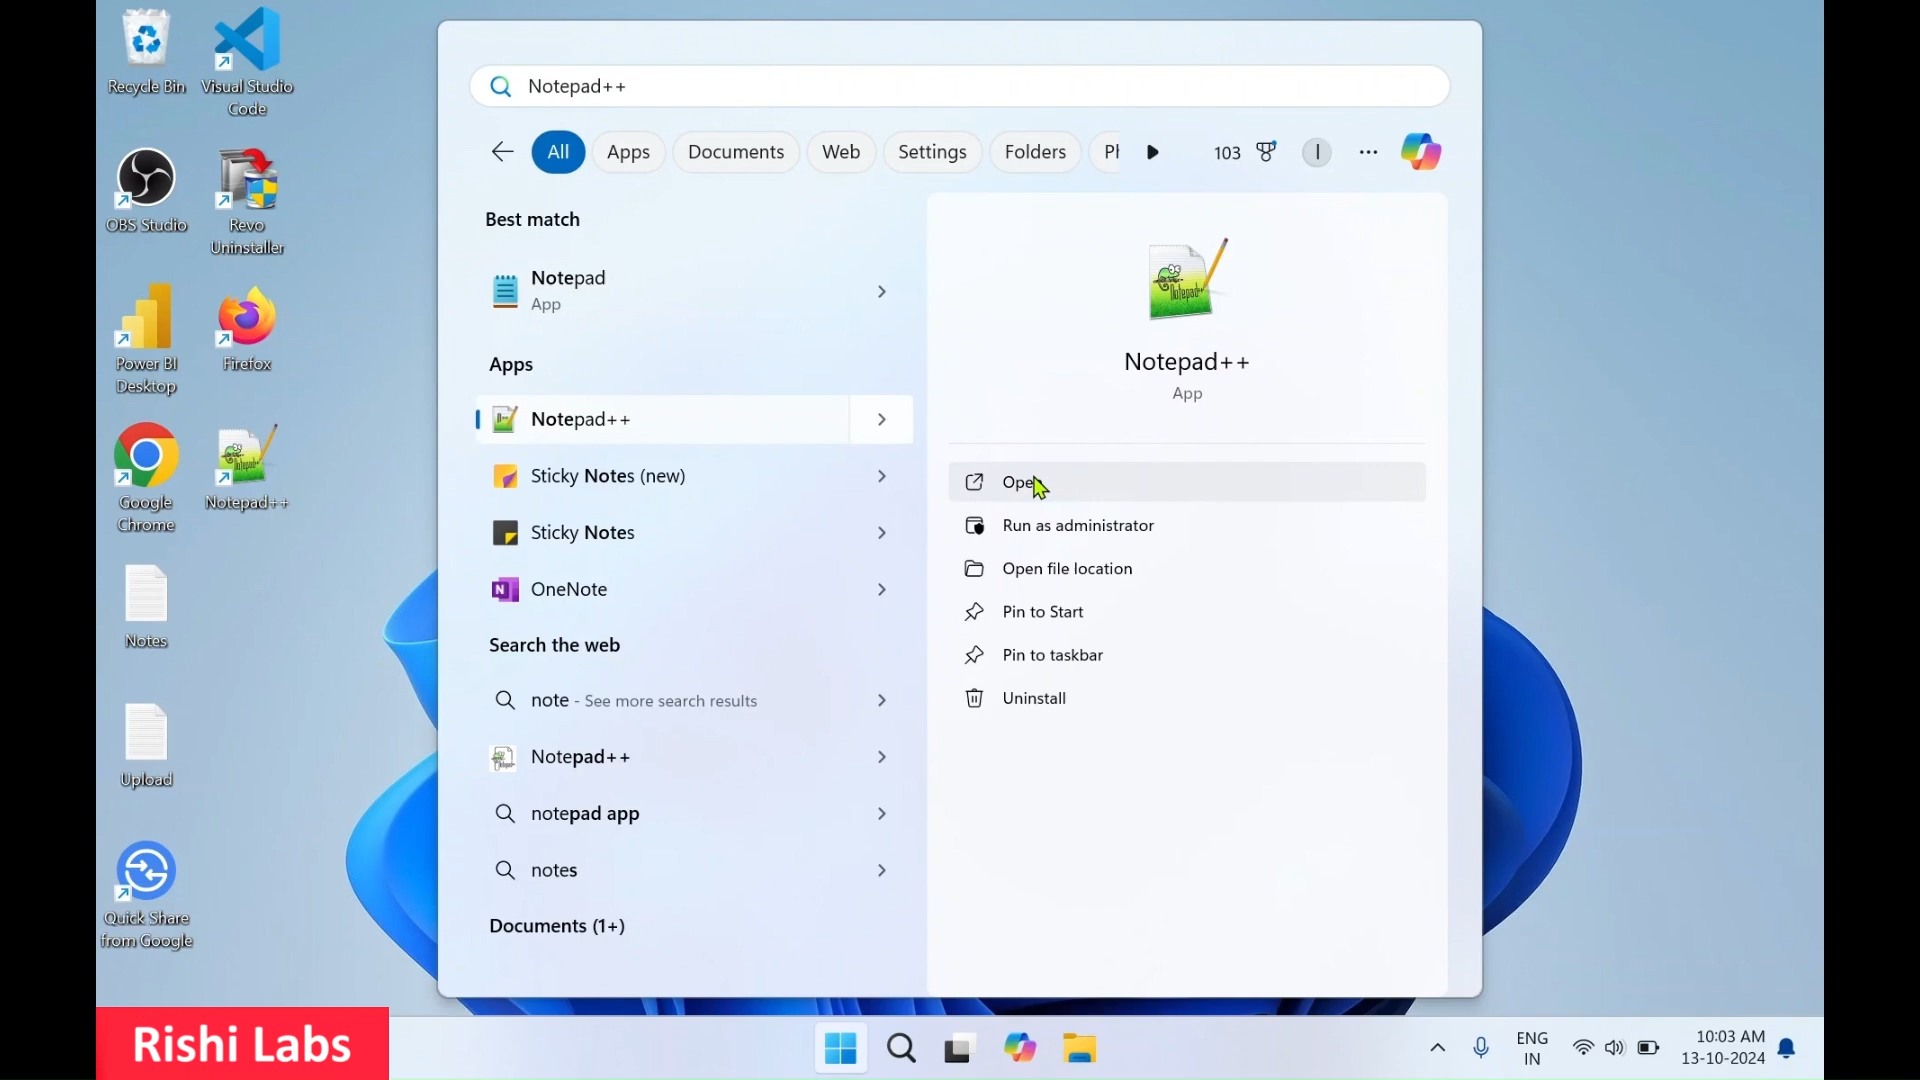 Recycle Bin
Visual Studio
Code
OBS Studio
Revo
Uninstaller
Power BI
Desktop
Firefox
Google
Chrome
Notepad++
Notes
Upload
Quick Share
from Google
Notepad++
All
Apps
Documents
Web
Settings
Folders
103
I
Best match
Notepad
App
Apps
Notepad++
Sticky Notes (new)
Sticky Notes
OneNote
Search the web
note - See more search results
Notepad++
notepad app
notes
Documents (1+)
Notepad++
App
Open
Run as administrator
Open file location
Pin to Start
Pin to taskbar
Uninstall
Rishi Labs
ENG
IN
10:03 AM
13-10-2024